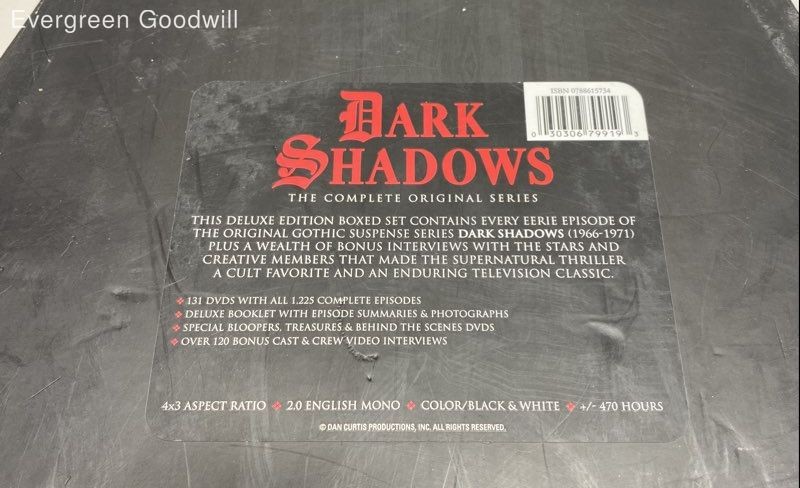 Evergreen Goodwill
ISBN 0788615734
0 30306 79919 3
DARK
SHADOWS
THE COMPLETE ORIGINAL SERIES
THIS DELUXE EDITION BOXED SET CONTAINS EVERY EERIE EPISODE OF
THE ORIGINAL GOTHIC SUSPENSE SERIES DARK SHADOWS (1966-1971)
PLUS A WEALTH OF BONUS INTERVIEWS WITH THE STARS AND
CREATIVE MEMBERS THAT MADE THE SUPERNATURAL THRILLER
A CULT FAVORITE AND AN ENDURING TELEVISION CLASSIC.
❖ 131 DVDS WITH ALL 1,225 COMPLETE EPISODES
❖ DELUXE BOOKLET WITH EPISODE SUMMARIES & PHOTOGRAPHS
❖ SPECIAL BLOOPERS, TREASURES & BEHIND THE SCENES DVDS
❖ OVER 120 BONUS CAST & CREW VIDEO INTERVIEWS
4X3 ASPECT RATIO ❖ 2.0 ENGLISH MONO ❖ COLOR/BLACK & WHITE ❖ +/- 470 HOURS
© DAN CURTIS PRODUCTIONS, INC. ALL RIGHTS RESERVED.